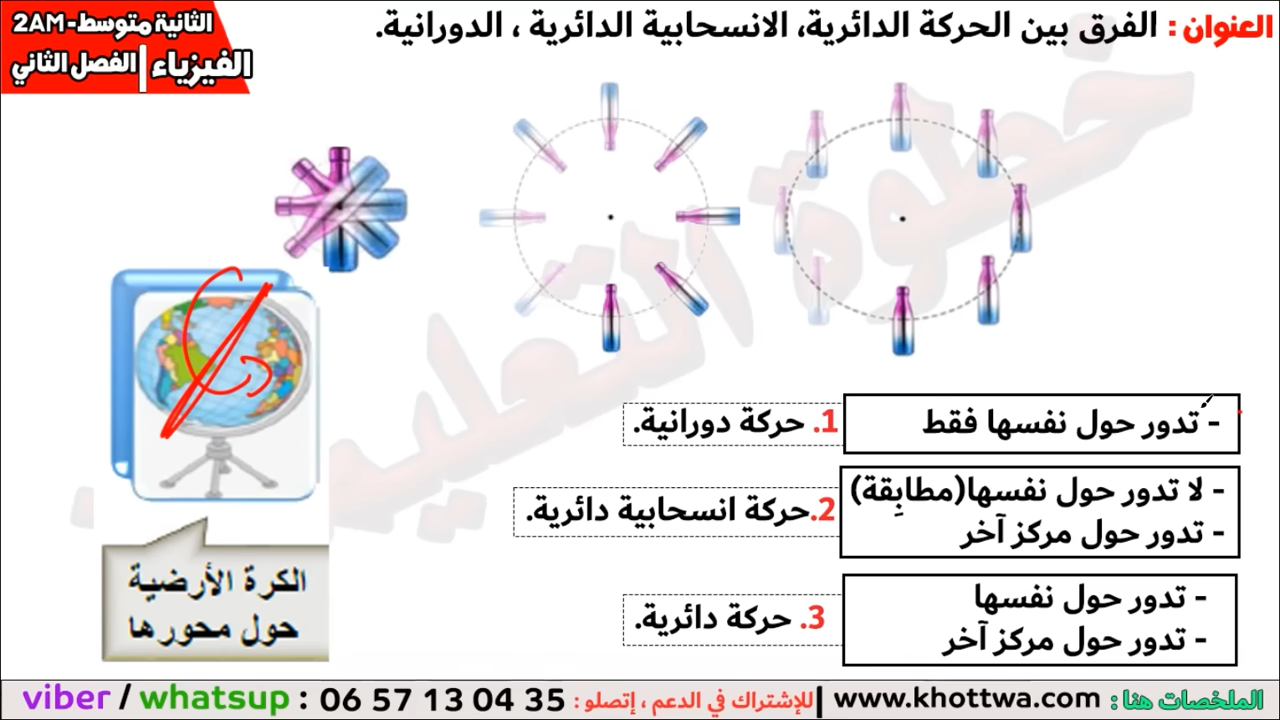 العنوان : الفرق بين الحركة الدائرية، الانسحابية الدائرية ، الدورانية.
الثانية متوسط-2AM
الفيزياء | الفصل الثاني
خطوة التعليمية
- تدور حول نفسها فقط
1. حركة دورانية.
- لا تدور حول نفسها(مطابِقة)
- تدور حول مركز آخر
2.حركة انسحابية دائرية.
- تدور حول نفسها
- تدور حول مركز آخر
3. حركة دائرية.
الكرة الأرضية
حول محورها
الملخصات هنا : www.khottwa.com | للإشتراك في الدعم ، إتصلو : viber / whatsup : 06 57 13 04 35